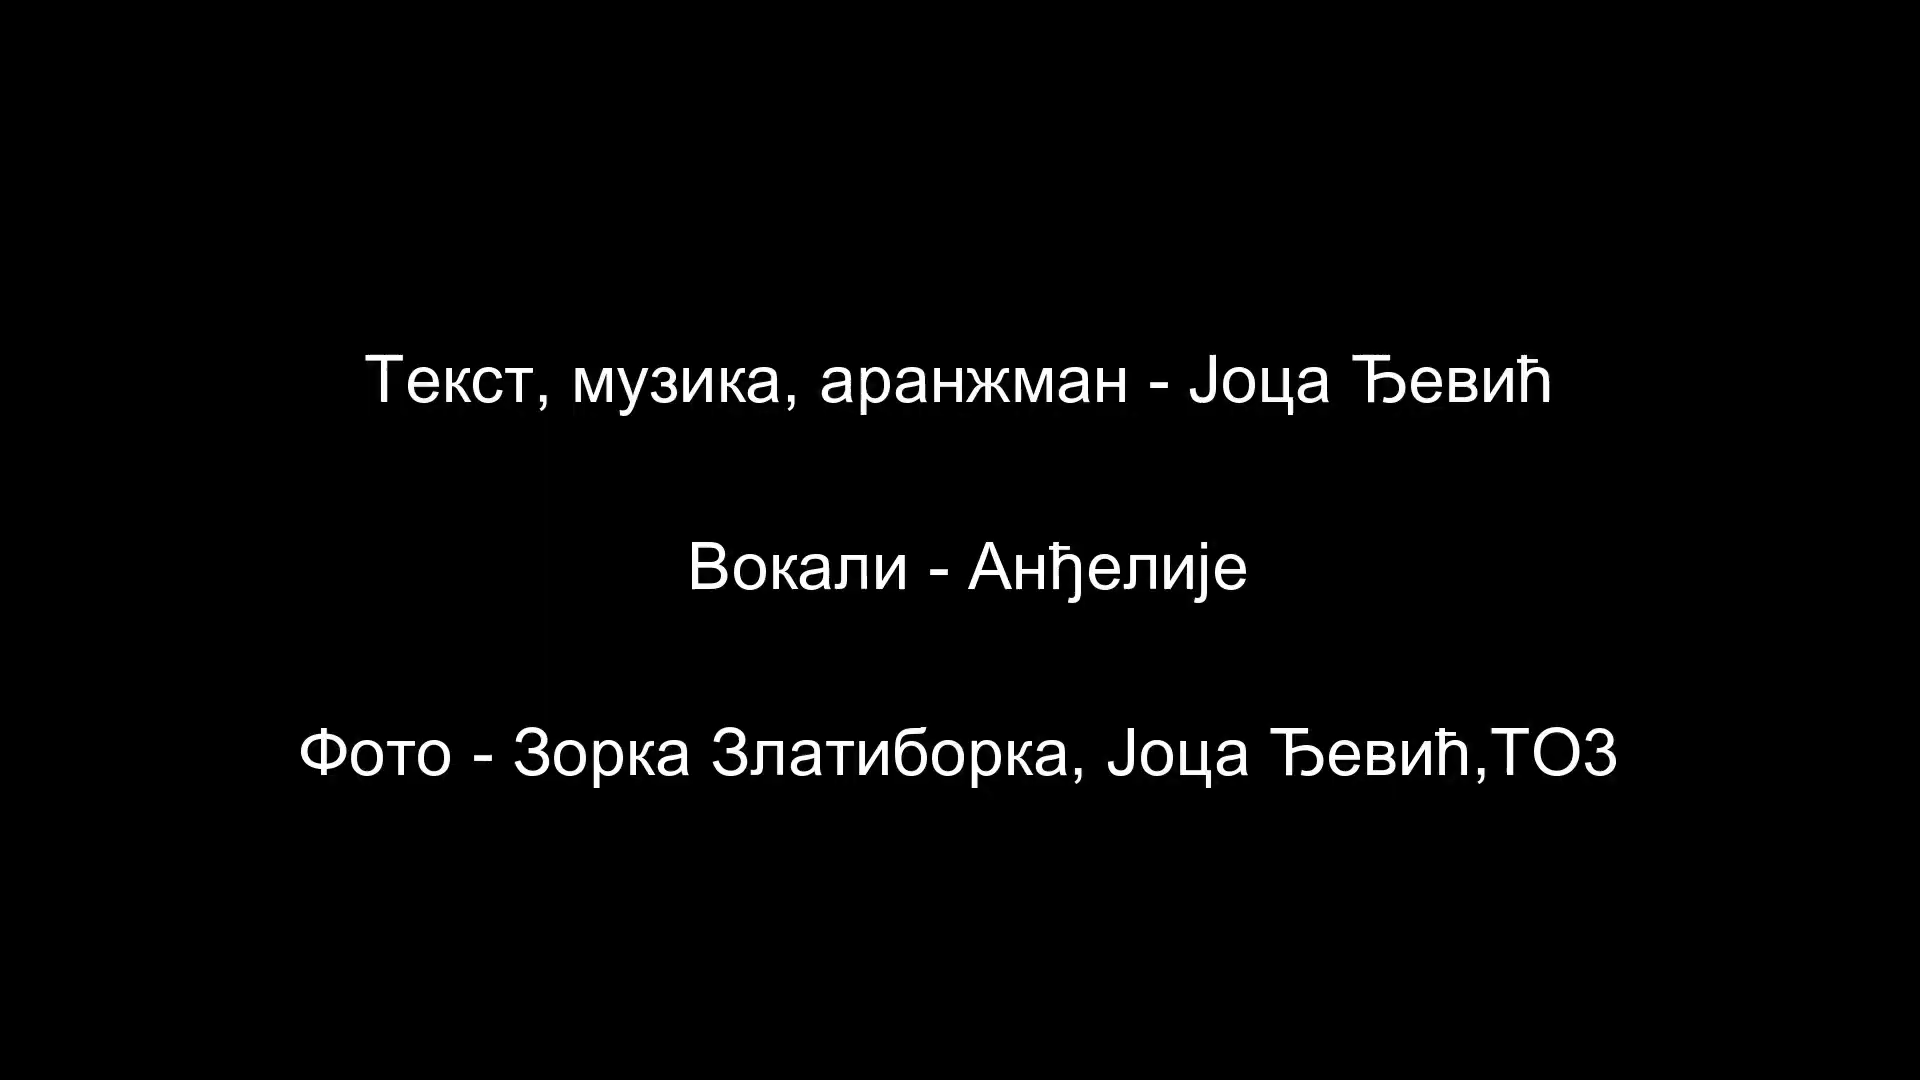 Текст, музика, аранжман - Јоца Ђевић
Вокали - Анђелије
Фото - Зорка Златиборка, Јоца Ђевић,ТОЗ